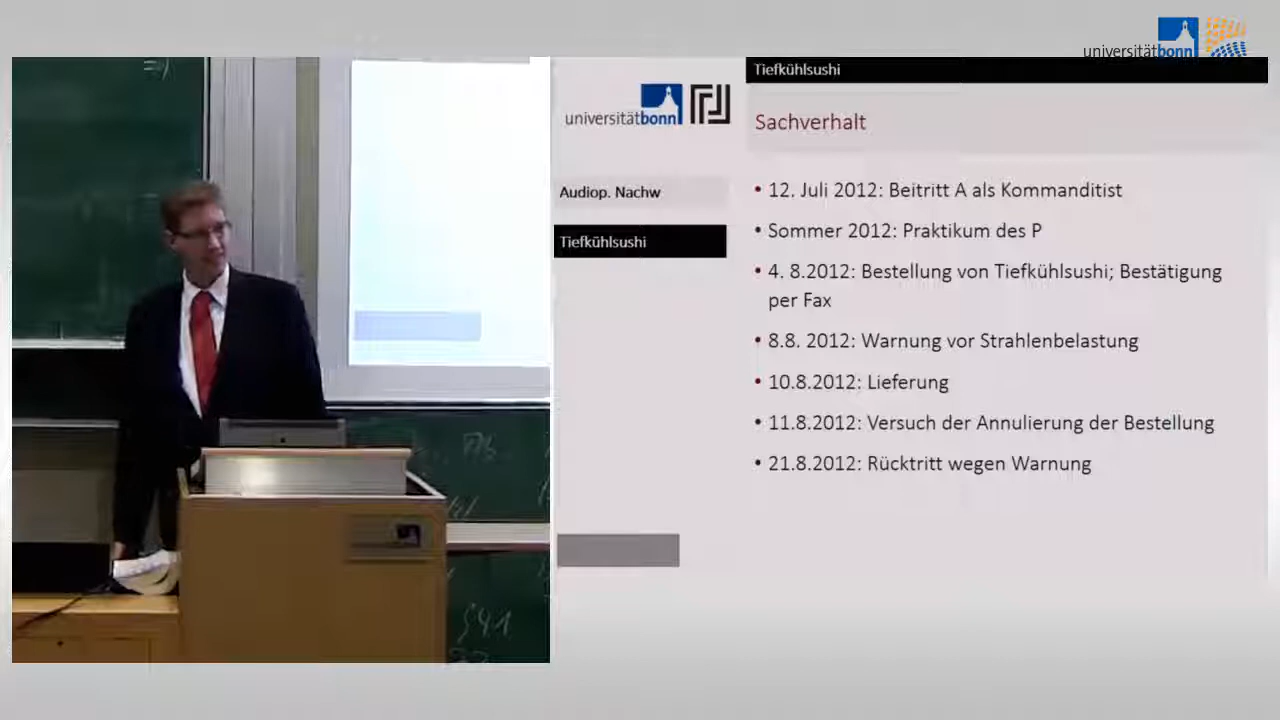 universitätbonn
Tiefkühlsushi
universitätbonn
Sachverhalt
Audiop. Nachw
Tiefkühlsushi
• 12. Juli 2012: Beitritt A als Kommanditist
• Sommer 2012: Praktikum des P
• 4. 8.2012: Bestellung von Tiefkühlsushi; Bestätigung
per Fax
• 8.8. 2012: Warnung vor Strahlenbelastung
• 10.8.2012: Lieferung
• 11.8.2012: Versuch der Annulierung der Bestellung
• 21.8.2012: Rücktritt wegen Warnung